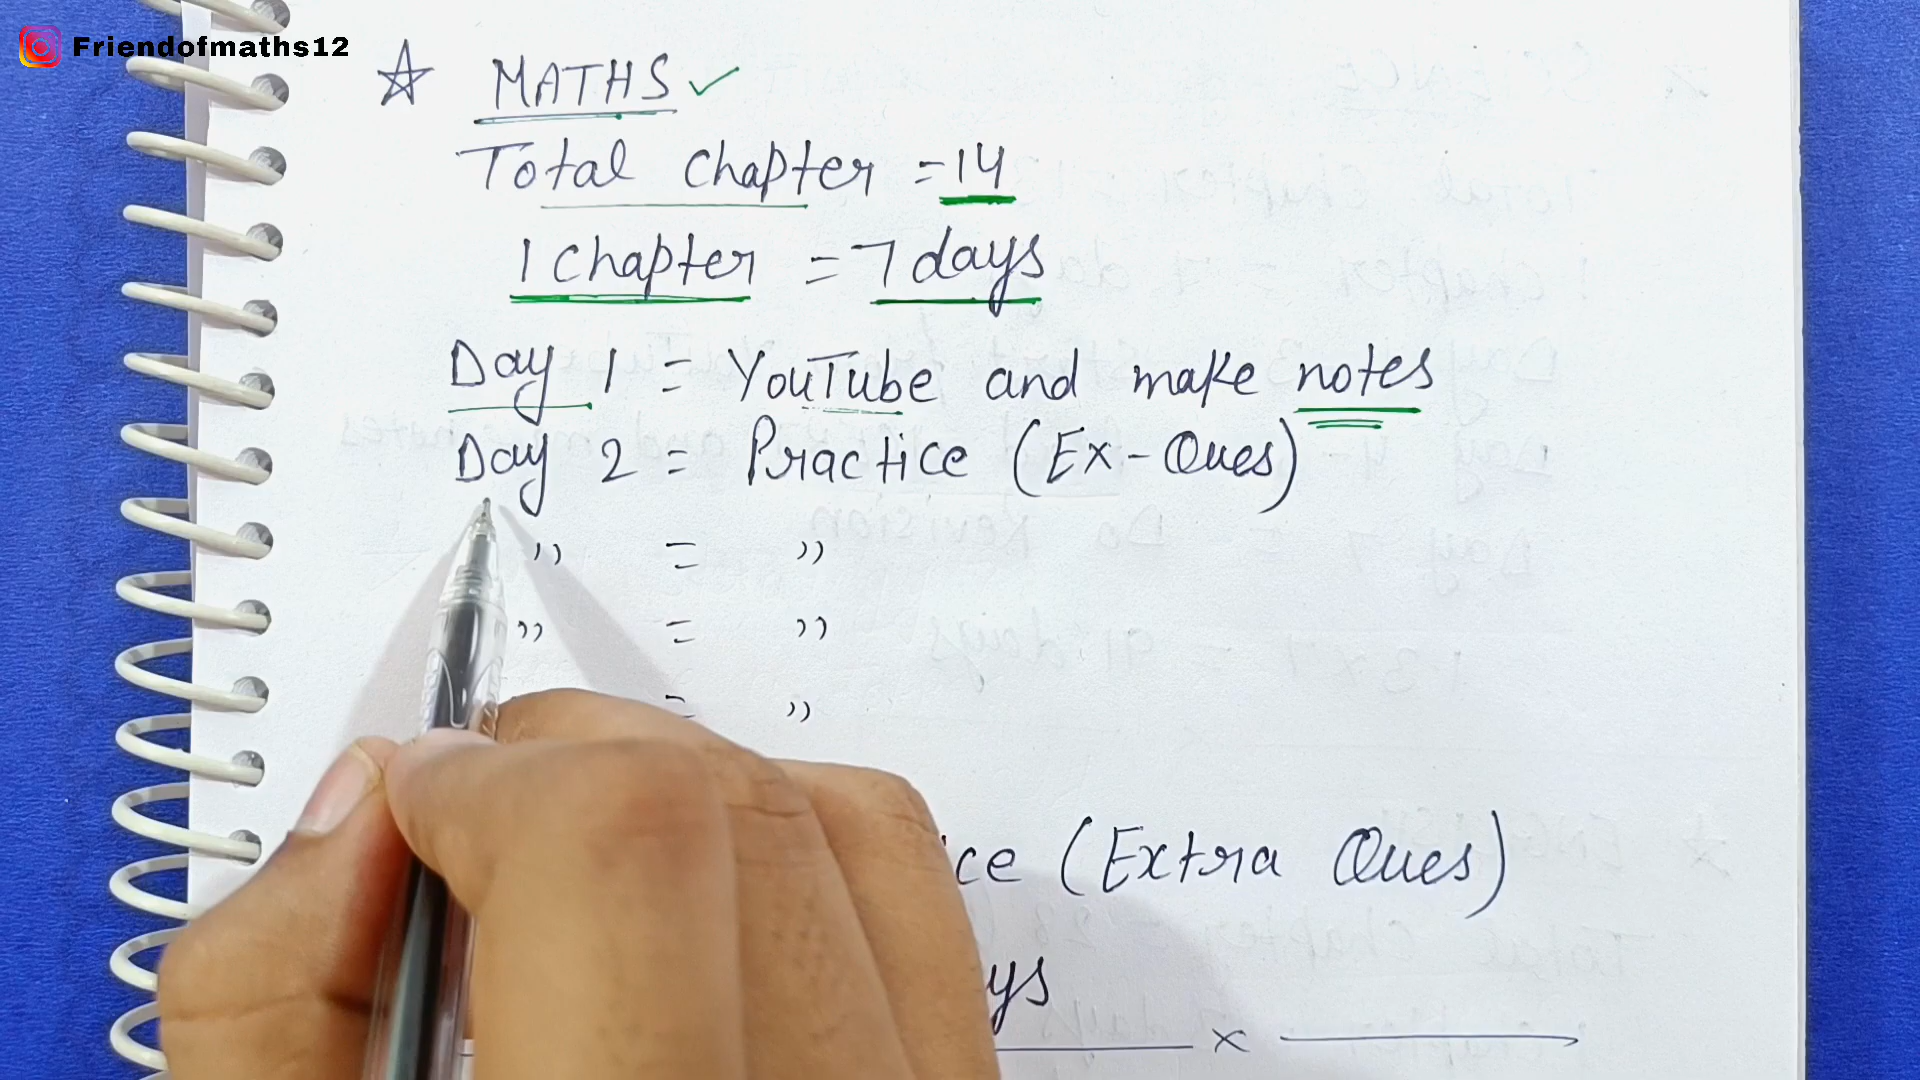 Friendofmaths12
MATHS ✓
Total chapter = 14
1 chapter = 7 days
Day 1 = YouTube and make notes
Day 2 = Practice (Ex - Ques)
" = "
" = "
= "
ice (Extra Ques)
ys
×